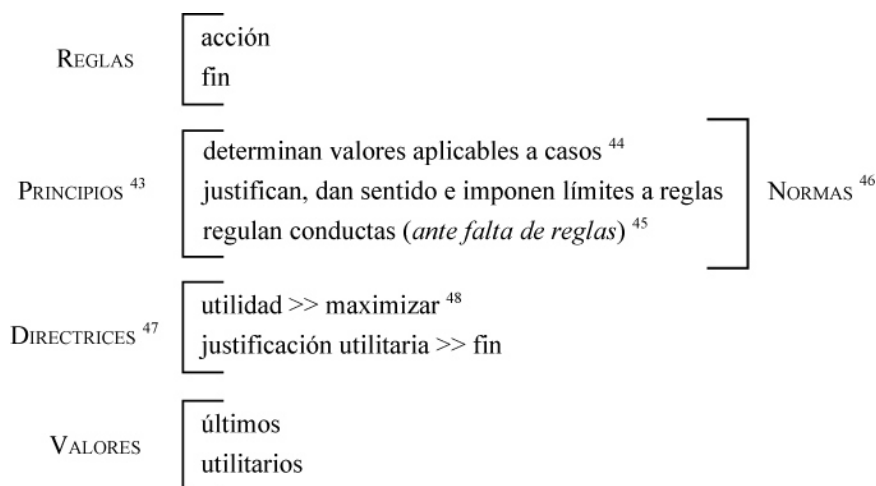 REGLAS
acción
fin
PRINCIPIOS 43
determinan valores aplicables a casos 44
justifican, dan sentido e imponen límites a reglas
regulan conductas (ante falta de reglas) 45
NORMAS 46
DIRECTRICES 47
utilidad >> maximizar 48
justificación utilitaria >> fin
VALORES
últimos
utilitarios